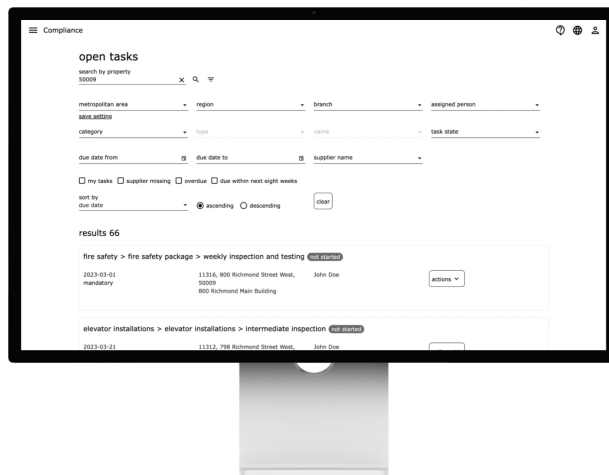 Compliance
open tasks
search by property
50009
metropolitan area region branch assigned person
save setting
category type name task state
due date from due date to supplier name
my tasks supplier missing overdue due within next eight weeks
sort by
due date ascending descending clear
results 66
fire safety > fire safety package > weekly inspection and testing not started
2023-03-01 11316, 800 Richmond Street West, John Doe actions
mandatory 50009
800 Richmond Main Building
elevator installations > elevator installations > intermediate inspection not started
2023-03-21 11312, 798 Richmond Street West, John Doe